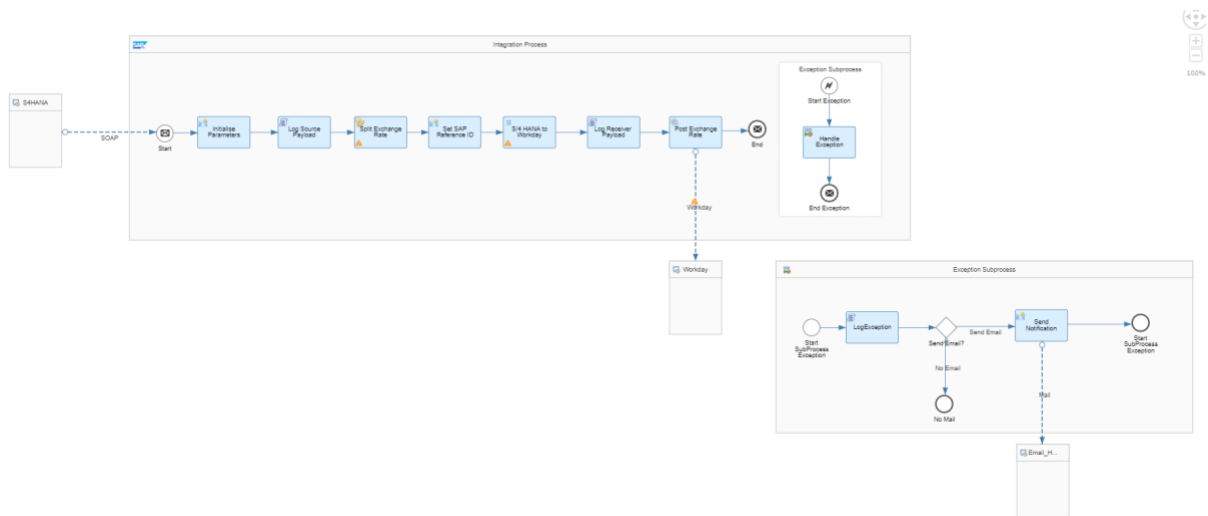 100%
SAP
Integration Process
S4HANA
SOAP
Start
Initialise
Parameters
Log Source
Payload
Split Exchange
Rate
Set SAP
Reference ID
S/4 HANA to
Workday
Log Receiver
Payload
Post Exchange
Rate
End
Exception Subprocess
Start Exception
Handle
Exception
End Exception
Workday
Workday
Exception Subprocess
Start
SubProcess
Exception
LogException
Send Email?
Send Email
No Email
No Mail
Send
Notification
Start
SubProcess
Exception
Mail
Email_H...